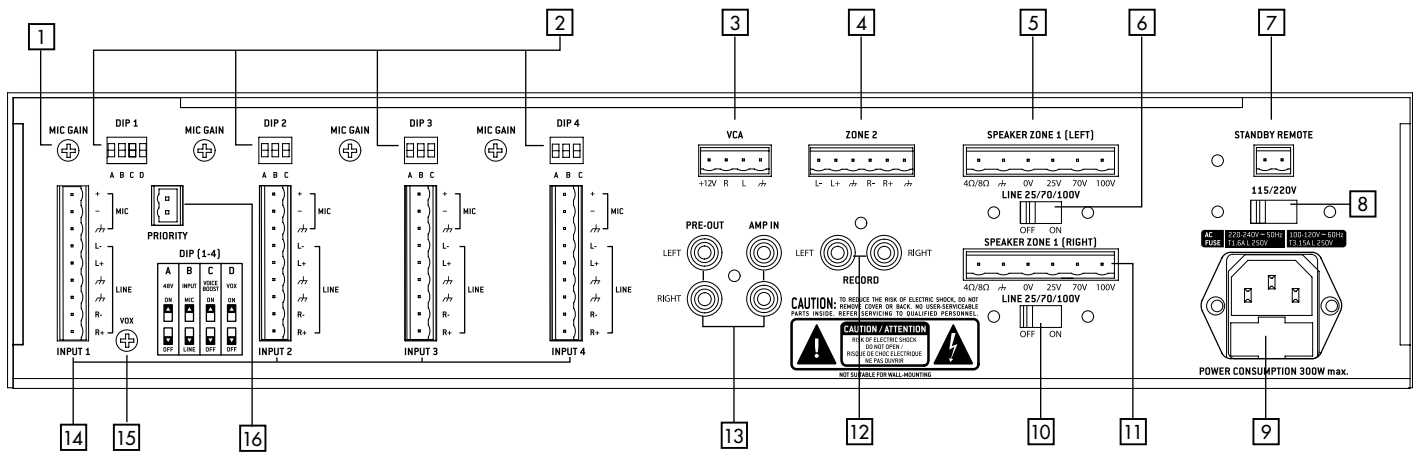 1
2
3
4
5
6
7
MIC GAIN
DIP 1
A B C D
MIC GAIN
DIP 2
A B C
MIC GAIN
DIP 3
A B C
MIC GAIN
DIP 4
A B C
VCA
+12V R L
ZONE 2
L- L+ R- R+
SPEAKER ZONE 1 (LEFT)
4Ω/8Ω 0V 25V 70V 100V
LINE 25/70/100V
OFF ON
STANDBY REMOTE
115/220V
8
AC FUSE
220-240V ~ 50Hz
T1.6A L 250V
100-120V ~ 60Hz
T3.15A L 250V
+
-
MIC
L-
L+
LINE
R-
R+
INPUT 1
PRIORITY
DIP (1-4)
A B C D
48V INPUT VOICE BOOST VOX
ON MIC ON ON
OFF LINE OFF OFF
VOX
+
-
MIC
L-
L+
LINE
R-
R+
INPUT 2
+
-
MIC
L-
L+
LINE
R-
R+
INPUT 3
+
-
MIC
L-
L+
LINE
R-
R+
INPUT 4
PRE-OUT AMP IN
LEFT
RIGHT
LEFT RIGHT
RECORD
SPEAKER ZONE 1 (RIGHT)
4Ω/8Ω 0V 25V 70V 100V
LINE 25/70/100V
OFF ON
CAUTION: TO REDUCE THE RISK OF ELECTRIC SHOCK, DO NOT
REMOVE COVER OR BACK. NO USER-SERVICEABLE
PARTS INSIDE. REFER SERVICING TO QUALIFIED PERSONNEL.
CAUTION / ATTENTION
RISK OF ELECTRIC SHOCK
DO NOT OPEN /
RISQUE DE CHOC ELECTRIQUE
NE PAS OUVRIR
NOT SUITABLE FOR WALL-MOUNTING
POWER CONSUMPTION 300W max.
14
15
16
13
12
10
11
9